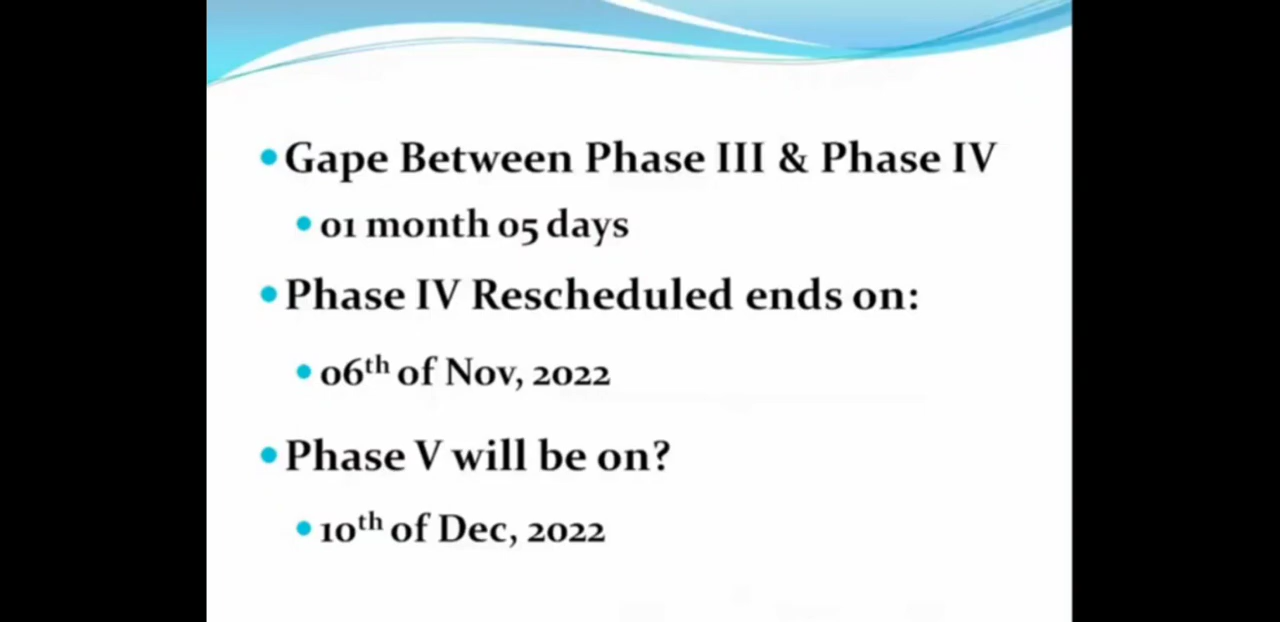 Gape Between Phase III & Phase IV
01 month 05 days
Phase IV Rescheduled ends on:
06th of Nov, 2022
Phase V will be on?
10th of Dec, 2022